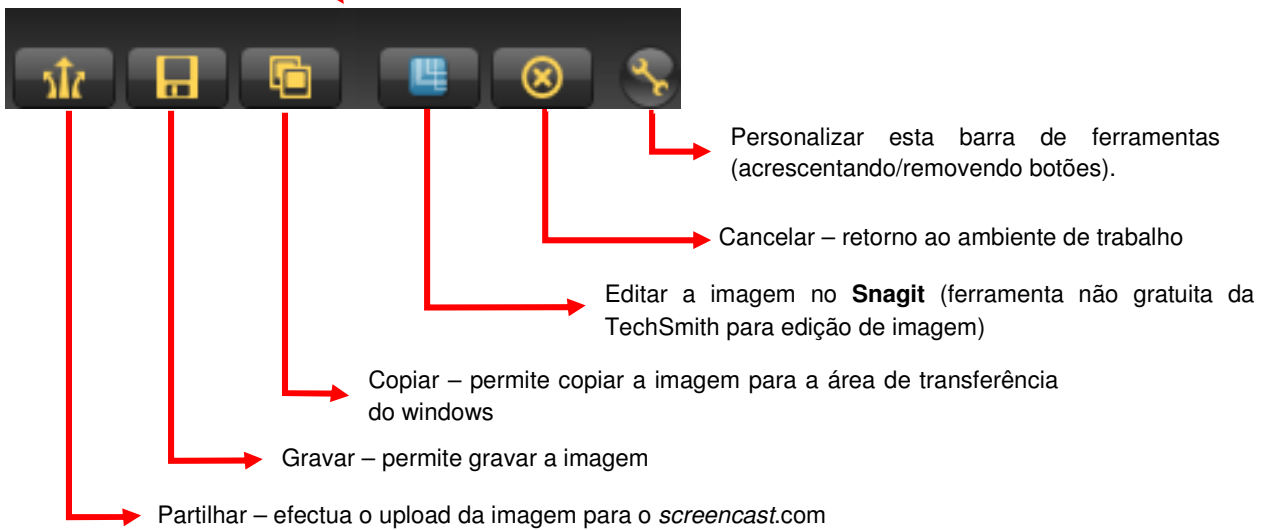 Personalizar esta barra de ferramentas
(acrescentando/removendo botões).
Cancelar – retorno ao ambiente de trabalho
Editar a imagem no Snagit (ferramenta não gratuita da
TechSmith para edição de imagem)
Copiar – permite copiar a imagem para a área de transferência
do windows
Gravar – permite gravar a imagem
Partilhar – efectua o upload da imagem para o screencast.com